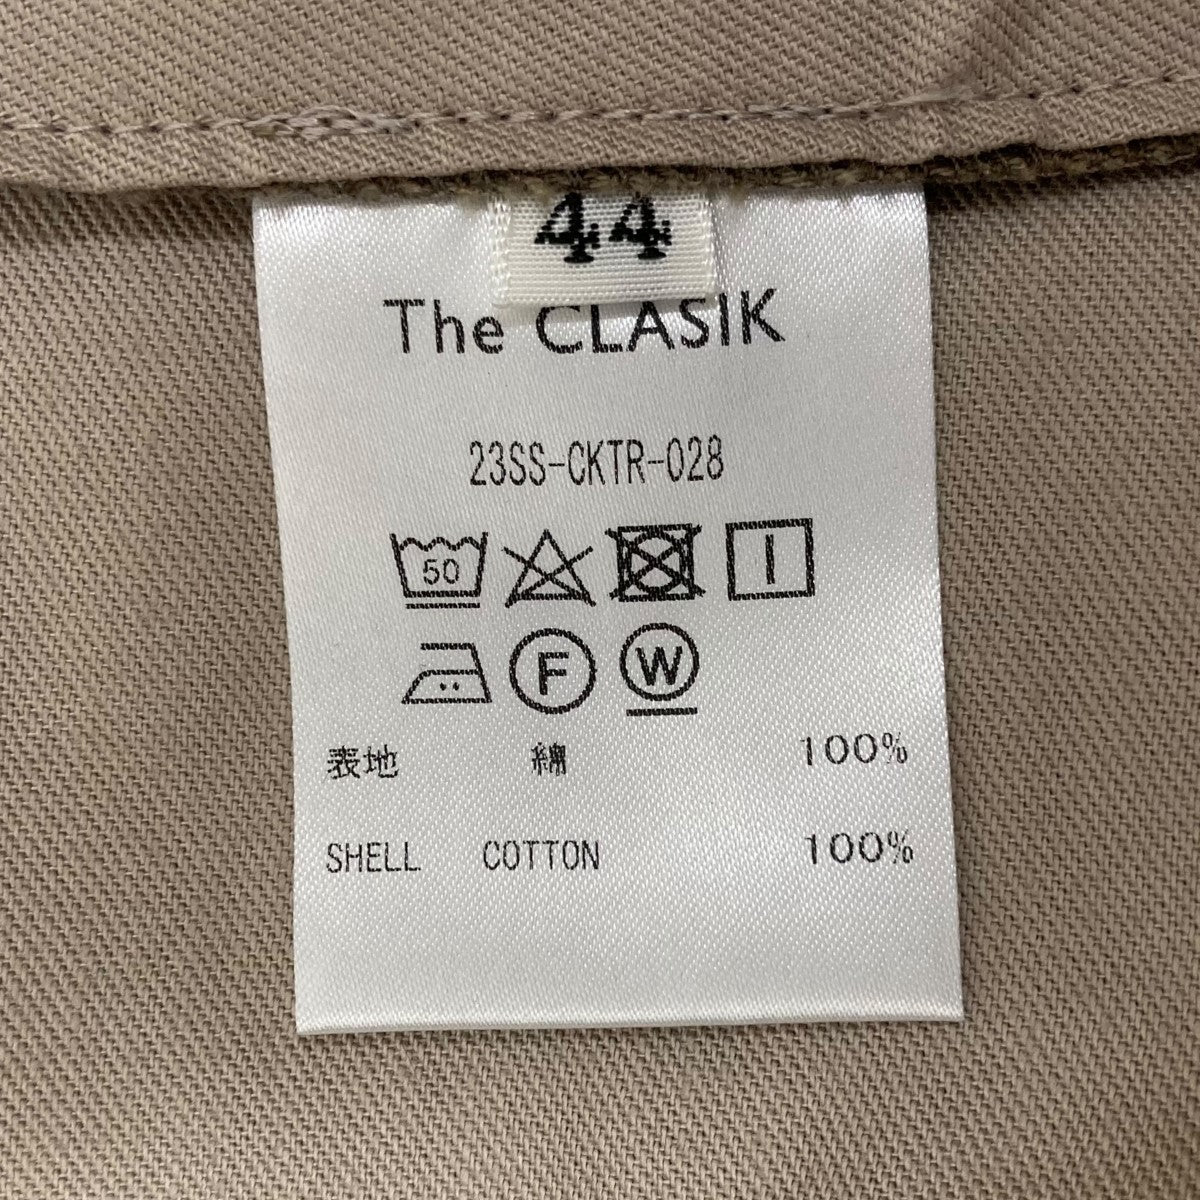 44
The CLASIK
23SS-CKTR-028
50
F W
表地 綿 100%
SHELL COTTON 100%